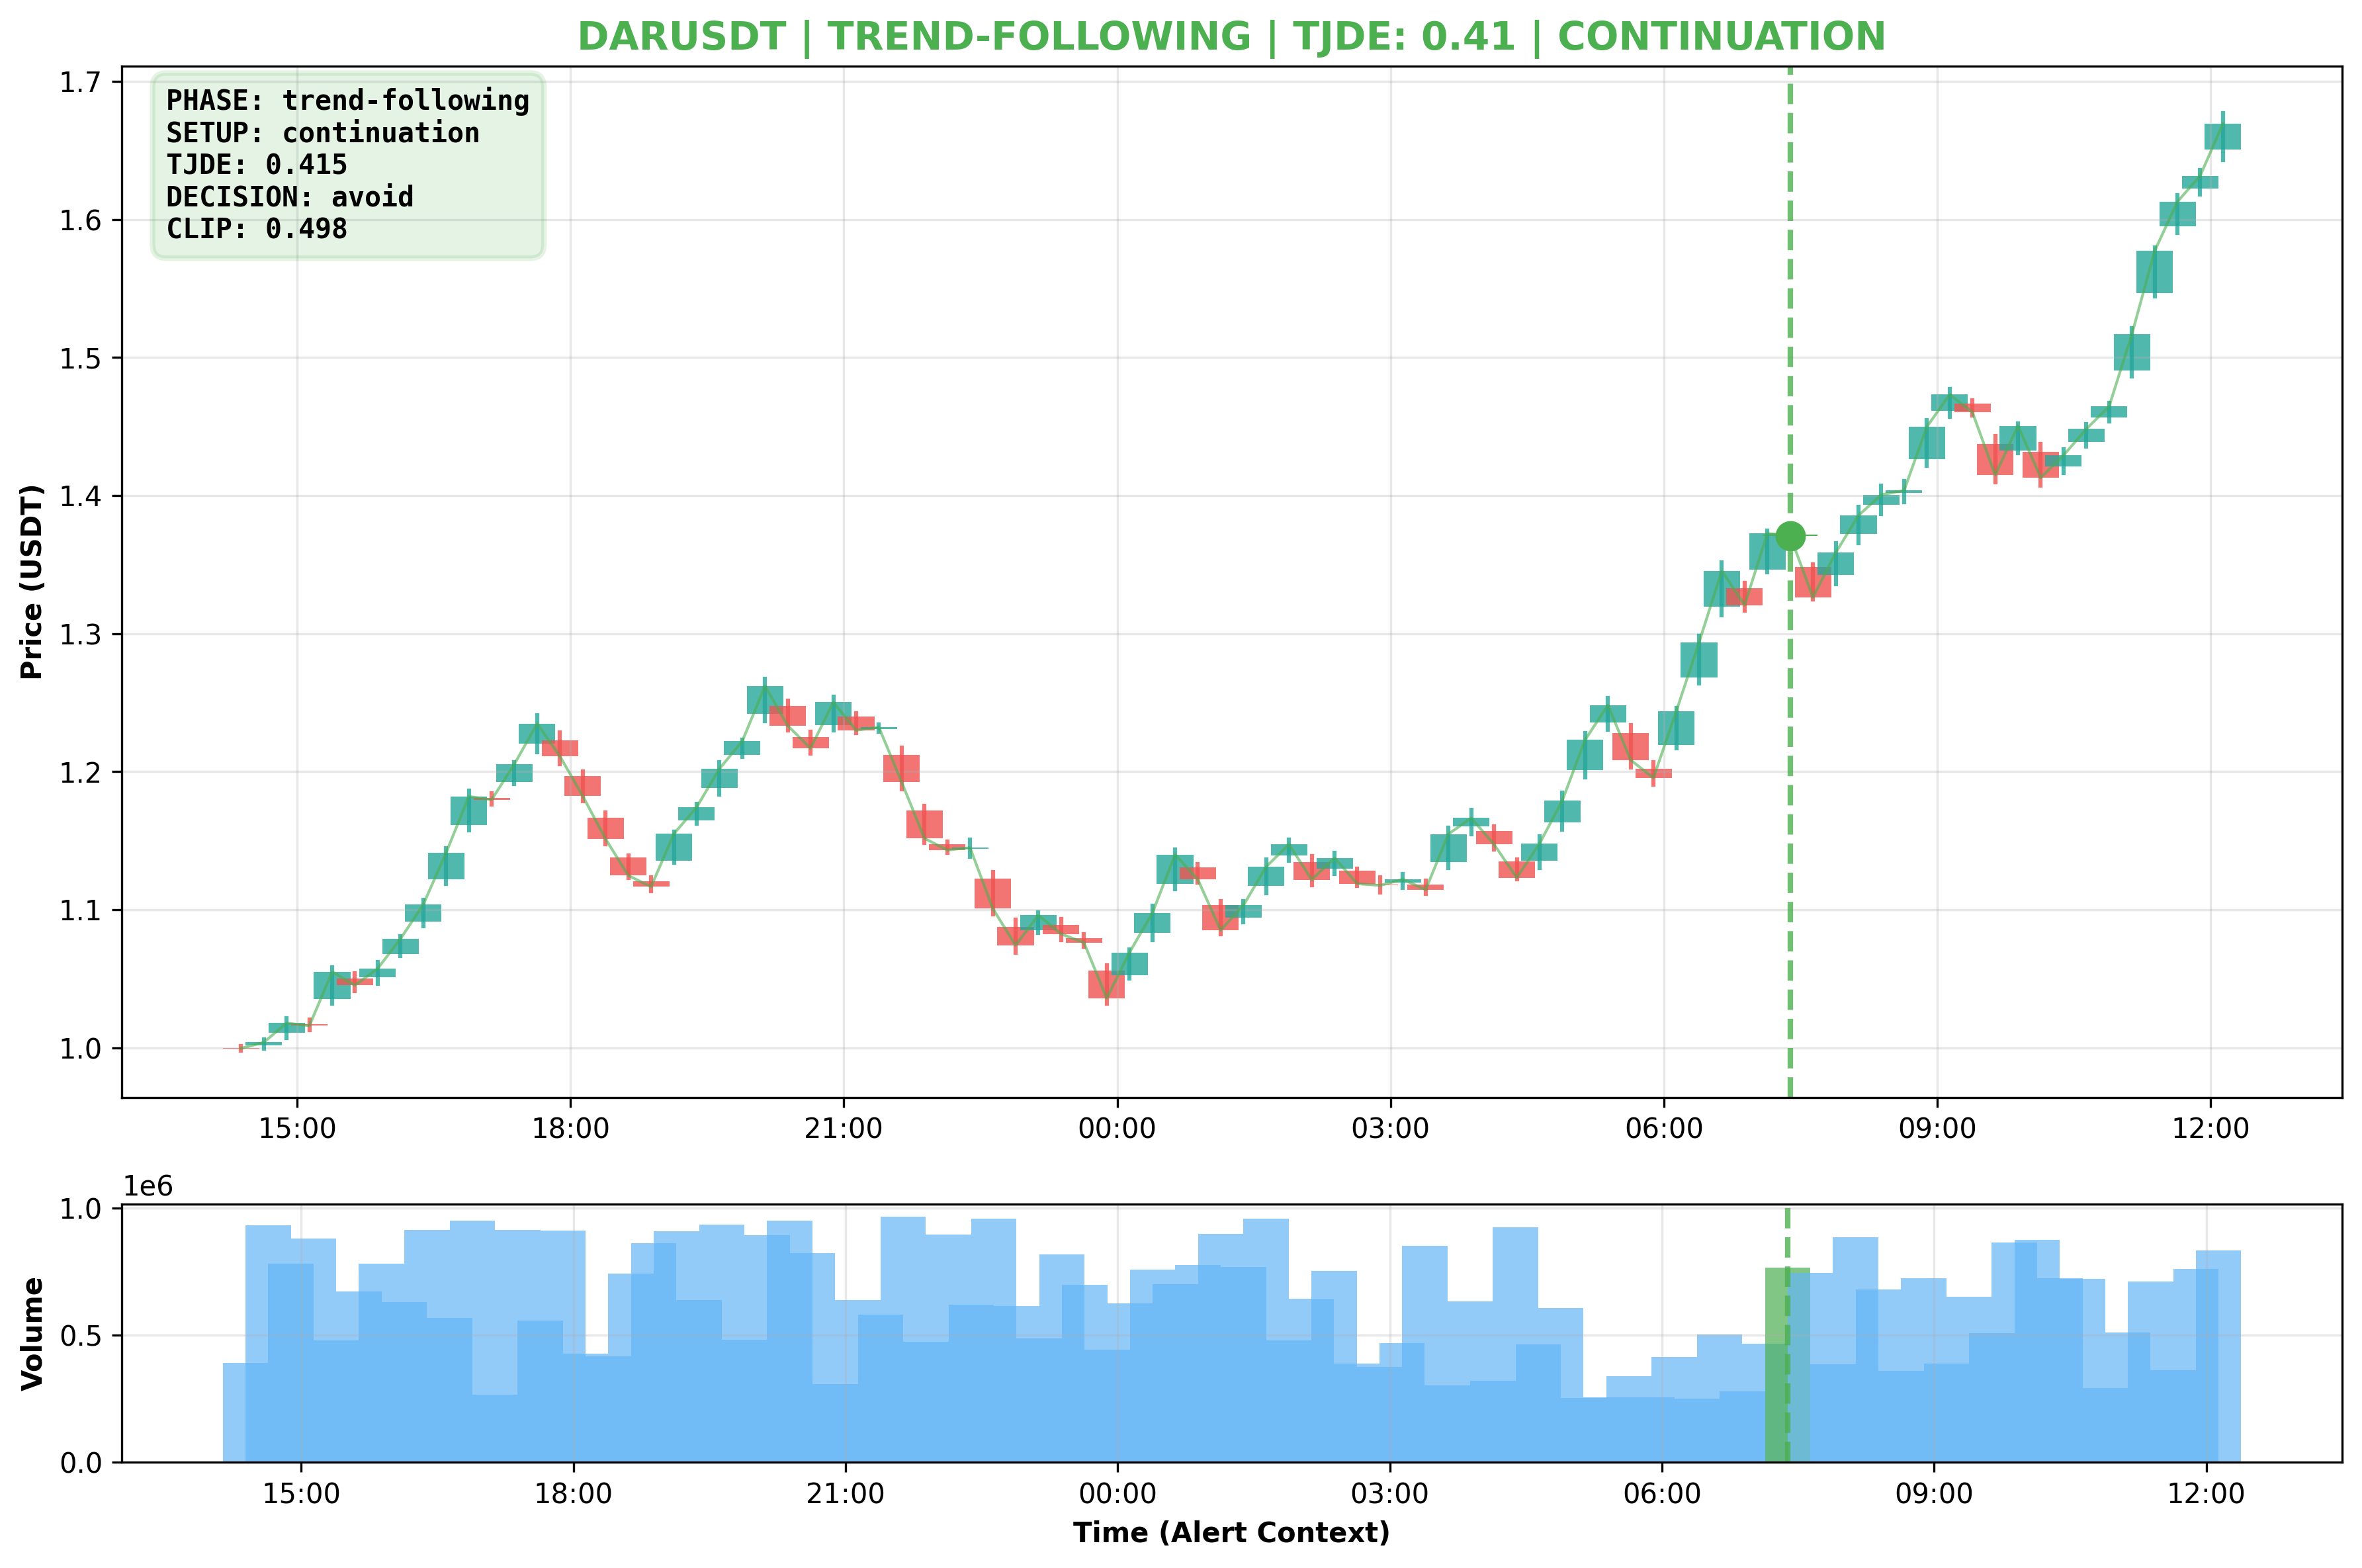 DARUSDT | TREND-FOLLOWING | TJDE: 0.41 | CONTINUATION
PHASE: trend-following
SETUP: continuation
TJDE: 0.415
DECISION: avoid
CLIP: 0.498
Price (USDT)
1.7
1.6
1.5
1.4
1.3
1.2
1.1
1.0
15:00 18:00 21:00 00:00 03:00 06:00 09:00 12:00
1e6
Volume
1.0
0.5
0.0
15:00 18:00 21:00 00:00 03:00 06:00 09:00 12:00
Time (Alert Context)